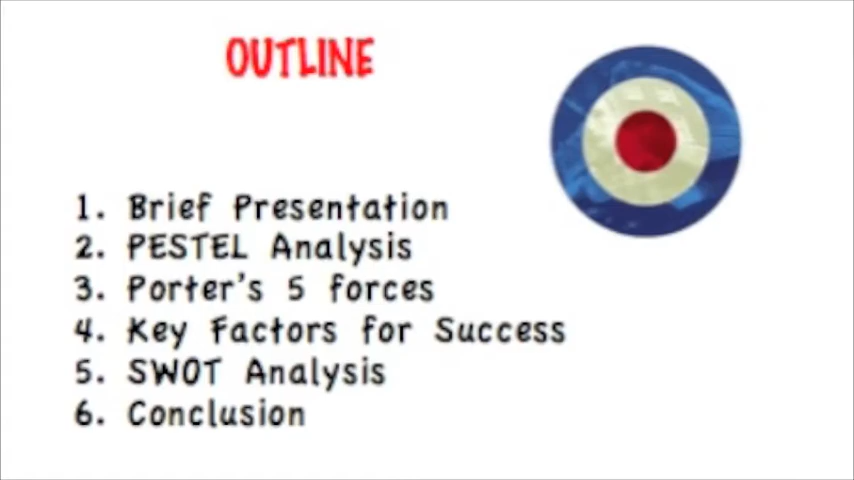 OUTLINE
1. Brief Presentation
2. PESTEL Analysis
3. Porter's 5 forces
4. Key Factors for Success
5. SWOT Analysis
6. Conclusion